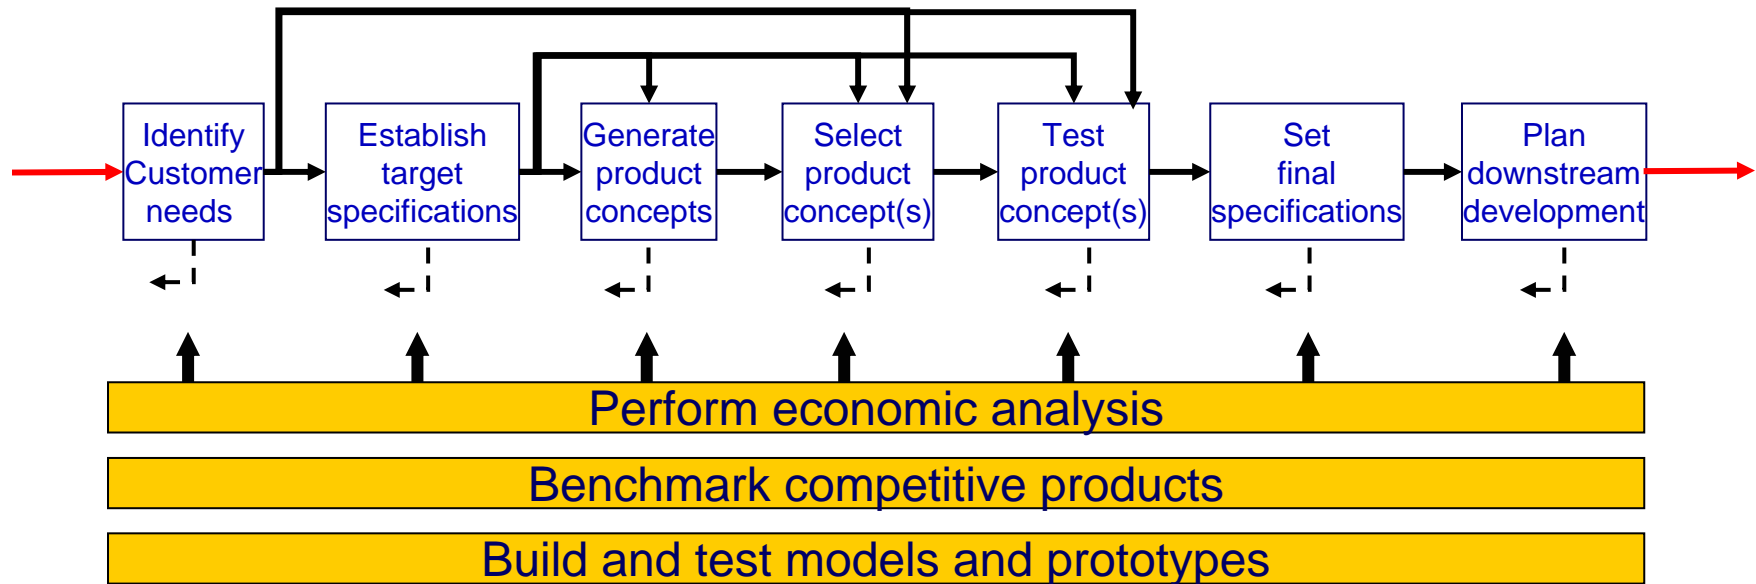 Identify
Customer
needs
Establish
target
specifications
Generate
product
concepts
Select
product
concept(s)
Test
product
concept(s)
Set
final
specifications
Plan
downstream
development
Perform economic analysis
Benchmark competitive products
Build and test models and prototypes